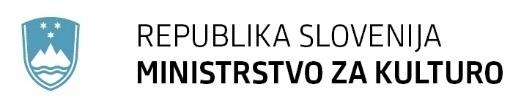 REPUBLIKA SLOVENIJA
MINISTRSTVO ZA KULTURO